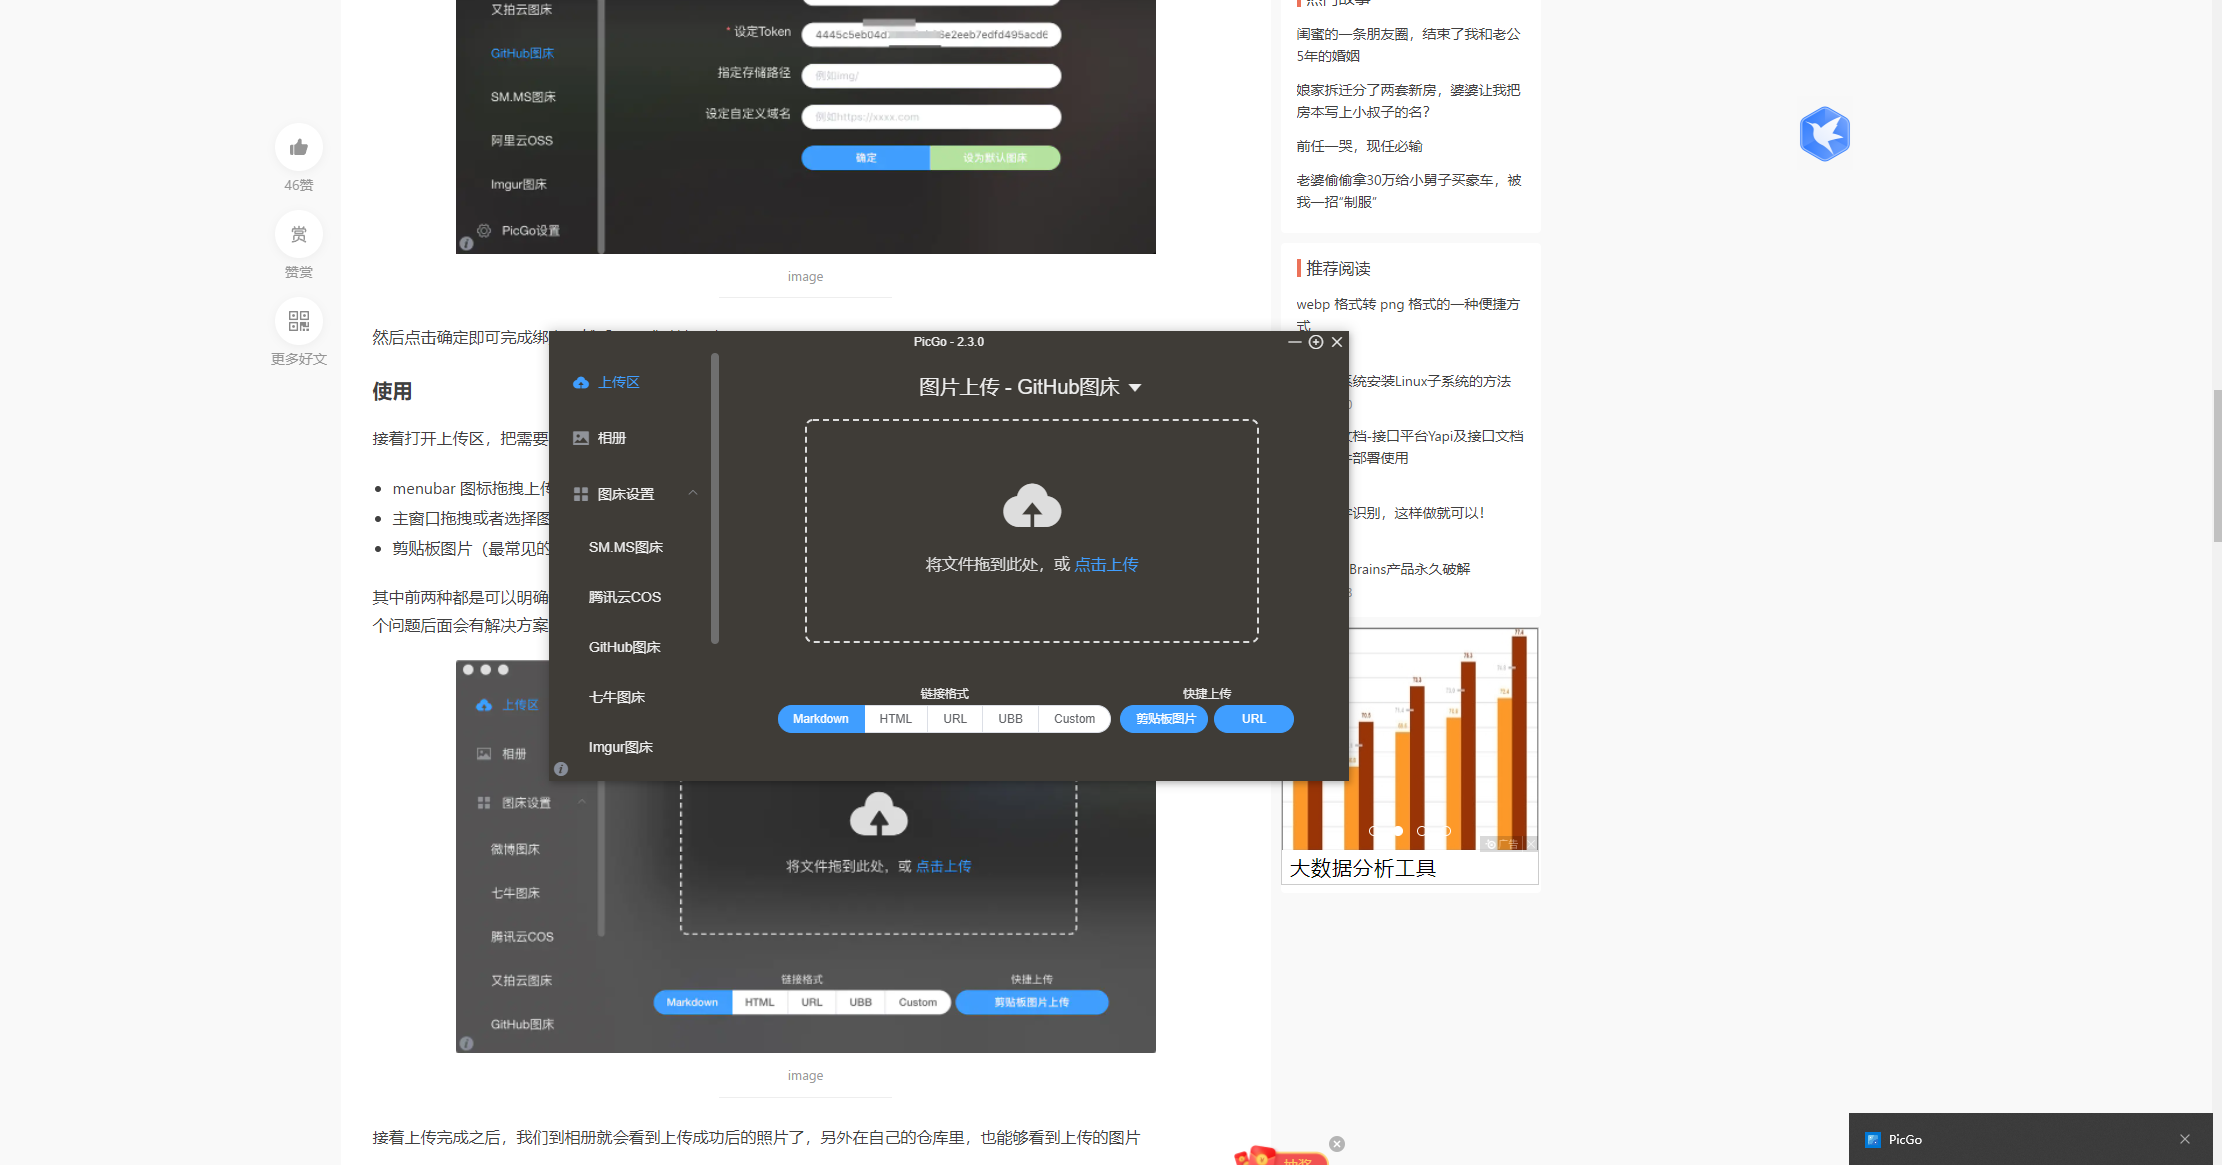 46赞
赏
赞赏
更多好文
又拍云图床
GitHub图床
SM.MS图床
阿里云OSS
Imgur图床
PicGo设置
* 设定Token
指定存储路径
例如img/
设定自定义域名
例如https://xxxx.com
确定
设为默认图床
image
然后点击确定即可完成绑
使用
接着打开上传区，把需要
menubar 图标拖拽上传
主窗口拖拽或者选择图
剪贴板图片（最常见的
其中前两种都是可以明确
个问题后面会有解决方案
PicGo - 2.3.0
上传区
相册
图床设置
SM.MS图床
腾讯云COS
GitHub图床
七牛图床
Imgur图床
图片上传 - GitHub图床
将文件拖到此处，或 点击上传
链接格式
快捷上传
Markdown
HTML
URL
UBB
Custom
剪贴板图片
URL
上传区
相册
图床设置
微博图床
七牛图床
腾讯云COS
又拍云图床
GitHub图床
将文件拖到此处，或 点击上传
链接格式
快捷上传
Markdown
HTML
URL
UBB
Custom
剪贴板图片上传
image
接着上传完成之后，我们到相册就会看到上传成功后的照片了，另外在自己的仓库里，也能够看到上传的图片
热门故事
闺蜜的一条朋友圈，结束了我和老公
5年的婚姻
娘家拆迁分了两套新房，婆婆让我把
房本写上小叔子的名？
前任一哭，现任必输
老婆偷偷拿30万给小舅子买豪车，被
我一招“制服”
推荐阅读
webp 格式转 png 格式的一种便捷方
式
系统安装Linux子系统的方法
文档-接口平台Yapi及接口文档
部署使用
识别，这样做就可以！
Brains产品永久破解
广告
大数据分析工具
抽奖
PicGo